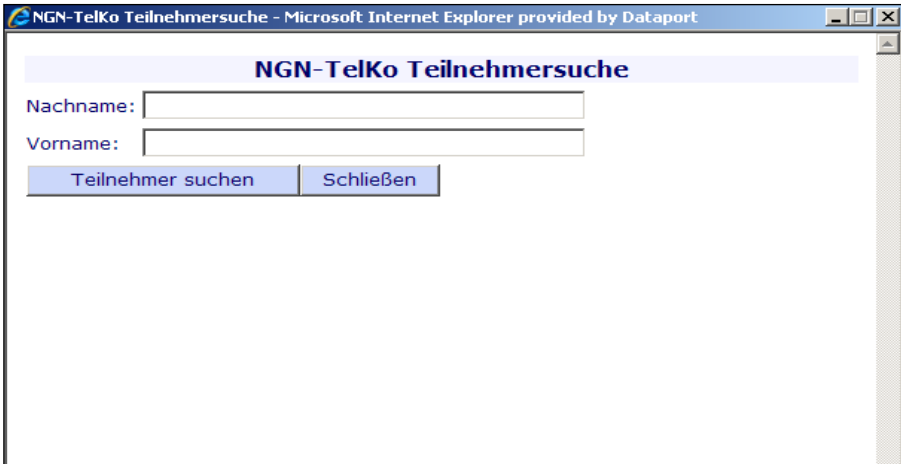 NGN-TelKo Teilnehmersuche - Microsoft Internet Explorer provided by Dataport
NGN-TelKo Teilnehmersuche
Nachname:
Vorname:
Teilnehmer suchen Schließen